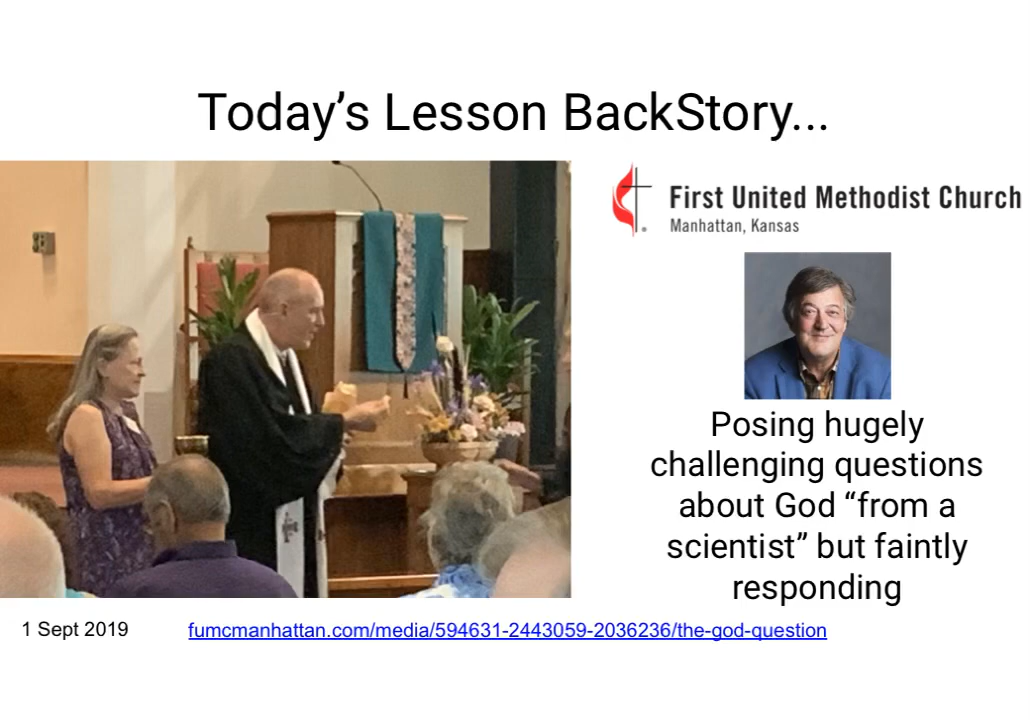 Today’s Lesson BackStory...
First United Methodist Church
Manhattan, Kansas
Posing hugely
challenging questions
about God “from a
scientist” but faintly
responding
1 Sept 2019
fumcmanhattan.com/media/594631-2443059-2036236/the-god-question